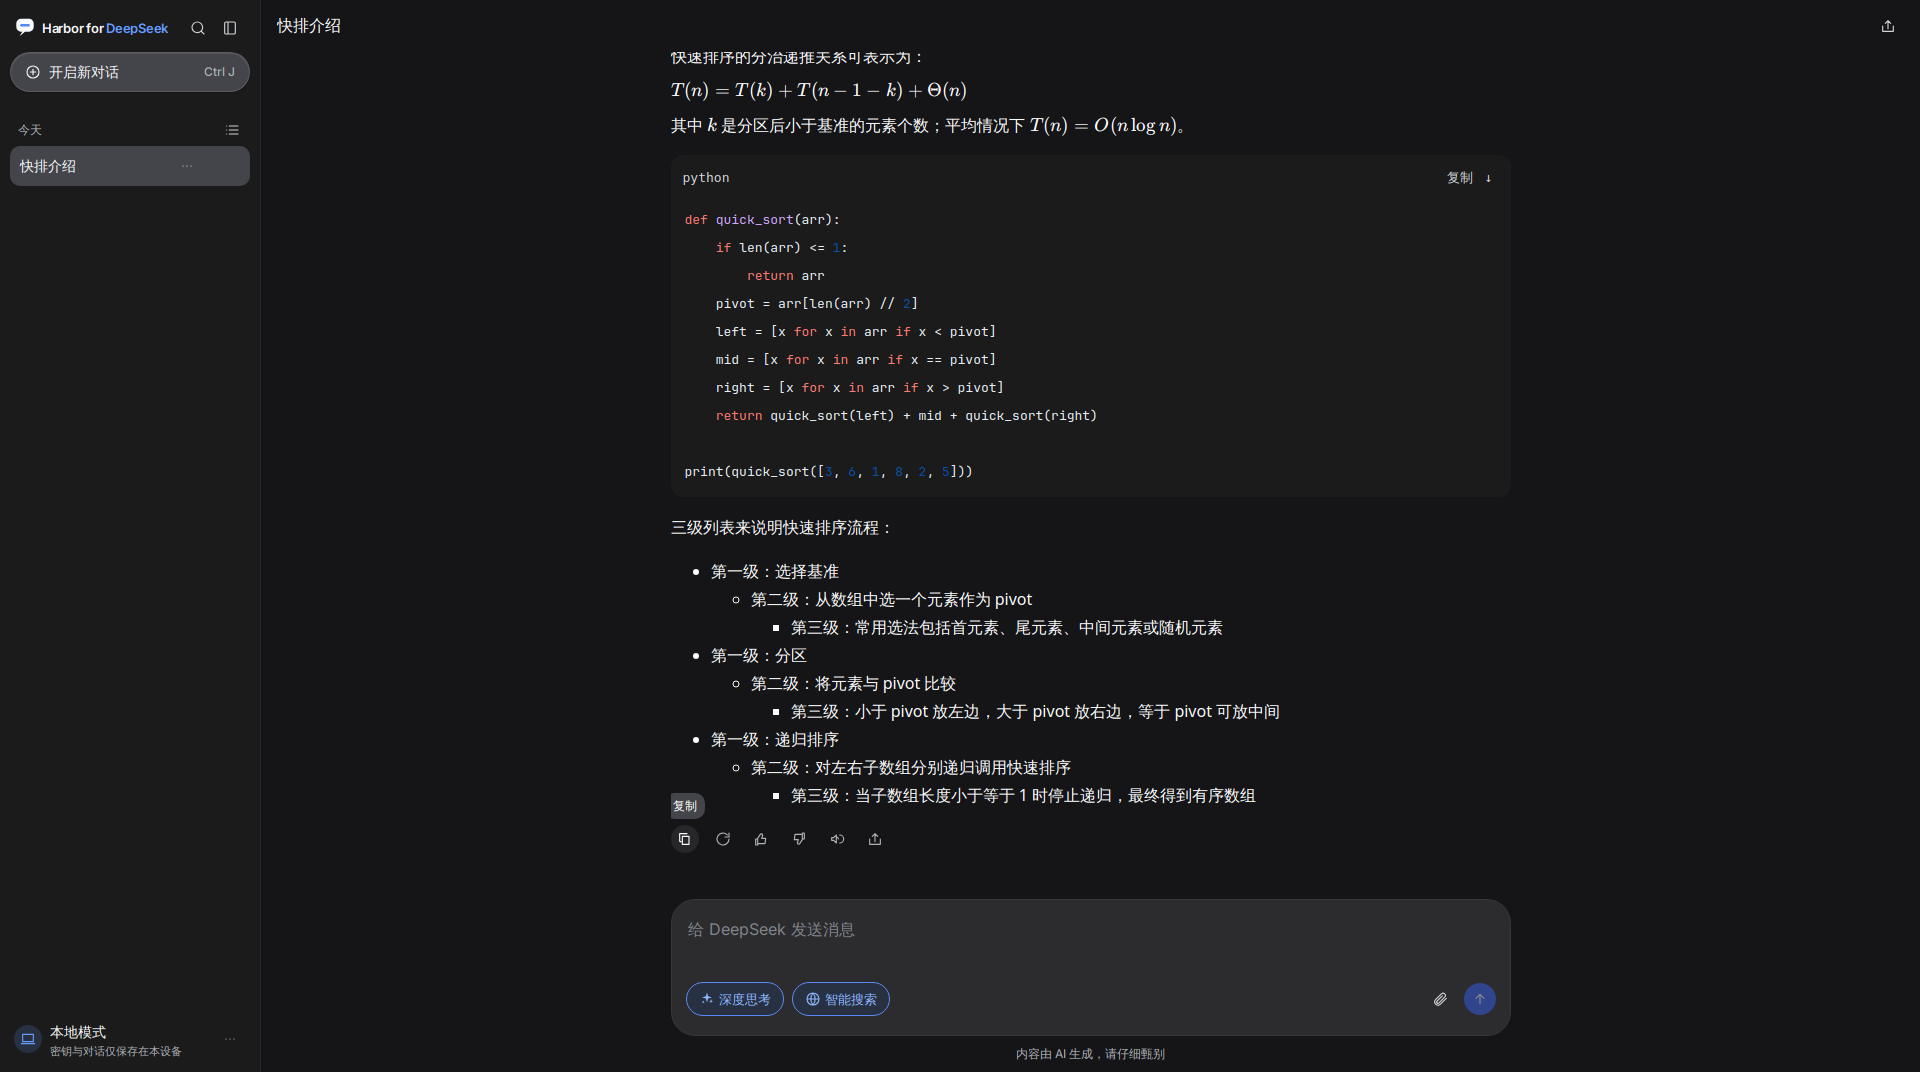 Harbor for DeepSeek
开启新对话 Ctrl J
今天
快排介绍
本地模式
密钥与对话仅保存在本设备
快排介绍
快速排序的分治递推关系可表示为：
T(n) = T(k) + T(n − 1 − k) + Θ(n)
其中 k 是分区后小于基准的元素个数；平均情况下 T(n) = O(n log n)。
python 复制 ↓
def quick_sort(arr):
    if len(arr) <= 1:
        return arr
    pivot = arr[len(arr) // 2]
    left = [x for x in arr if x < pivot]
    mid = [x for x in arr if x == pivot]
    right = [x for x in arr if x > pivot]
    return quick_sort(left) + mid + quick_sort(right)
print(quick_sort([3, 6, 1, 8, 2, 5]))
三级列表来说明快速排序流程：
第一级：选择基准
第二级：从数组中选一个元素作为 pivot
第三级：常用选法包括首元素、尾元素、中间元素或随机元素
第一级：分区
第二级：将元素与 pivot 比较
第三级：小于 pivot 放左边，大于 pivot 放右边，等于 pivot 可放中间
第一级：递归排序
第二级：对左右子数组分别递归调用快速排序
第三级：当子数组长度小于等于 1 时停止递归，最终得到有序数组
复制
给 DeepSeek 发送消息
深度思考 智能搜索
内容由 AI 生成，请仔细甄别